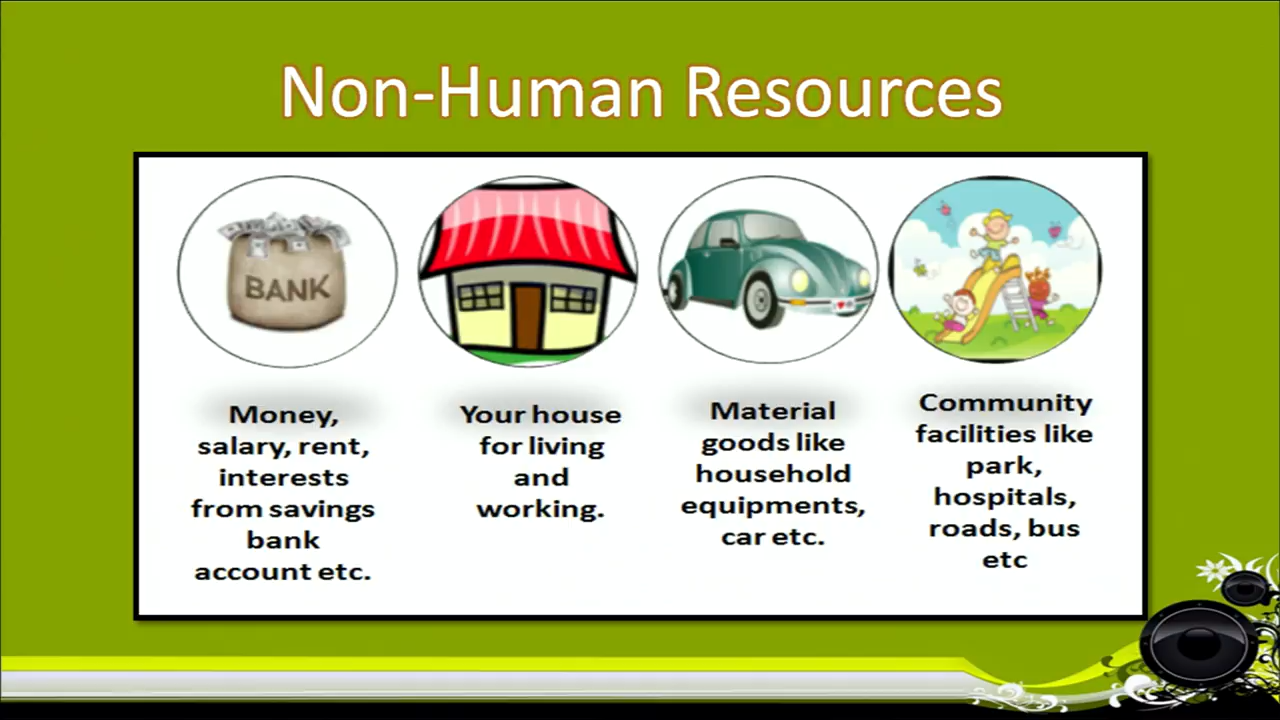 Non-Human Resources
BANK
Money,
salary, rent,
interests
from savings
bank
account etc.
Your house
for living
and
working.
Material
goods like
household
equipments,
car etc.
Community
facilities like
park,
hospitals,
roads, bus
etc